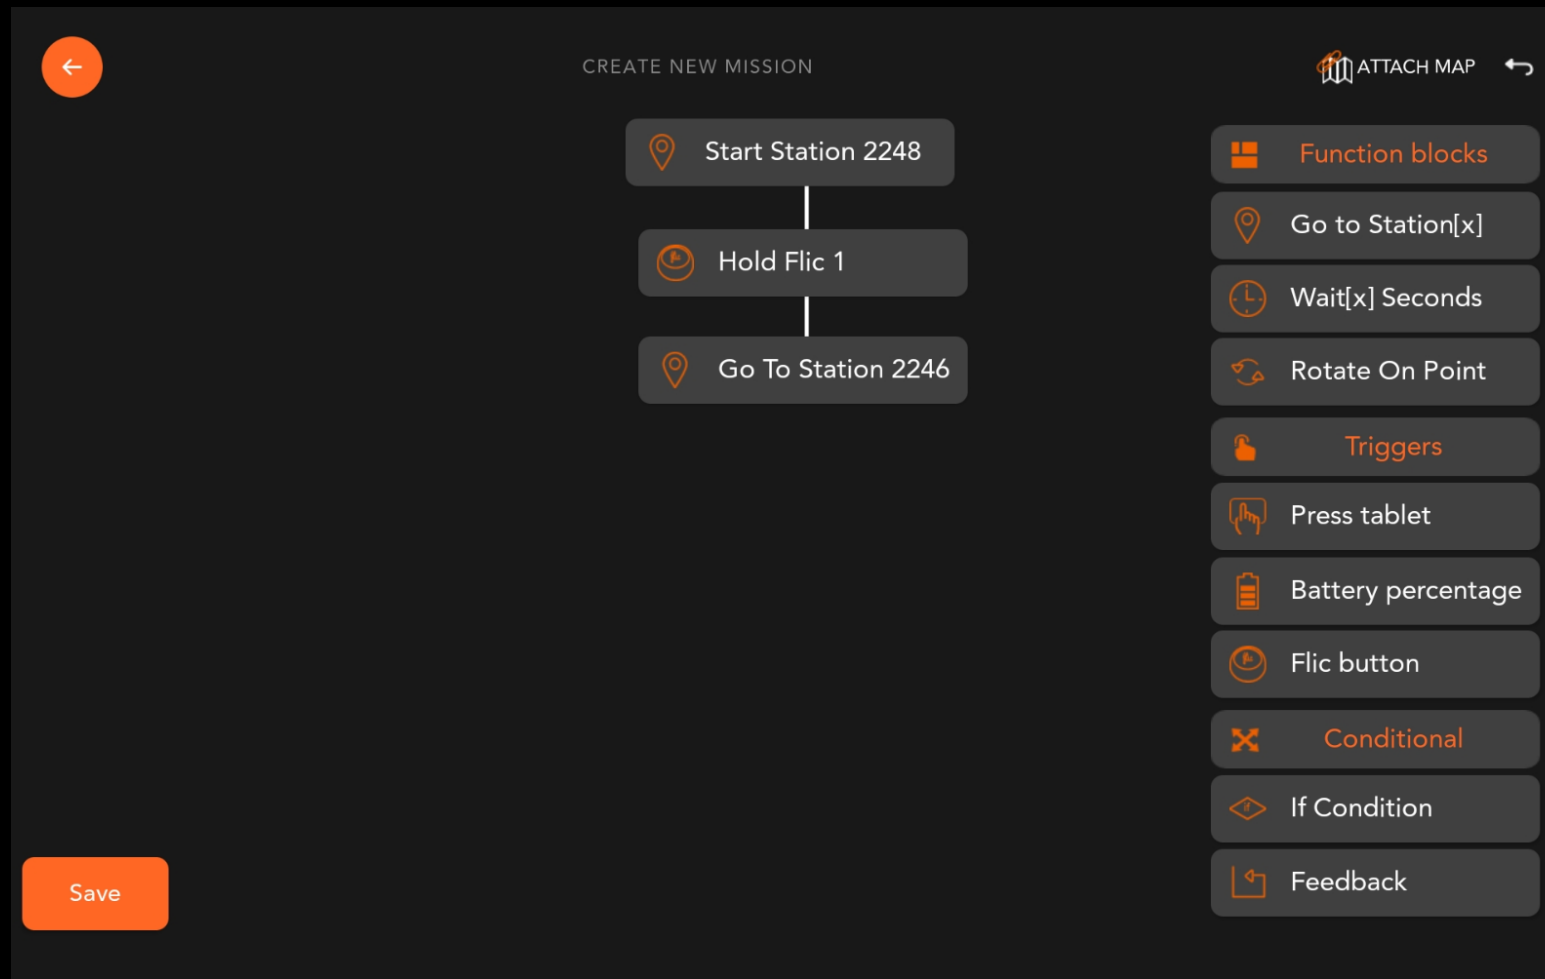 CREATE NEW MISSION
ATTACH MAP
Start Station 2248
Hold Flic 1
Go To Station 2246
Function blocks
Go to Station[x]
Wait[x] Seconds
Rotate On Point
Triggers
Press tablet
Battery percentage
Flic button
Conditional
If Condition
Feedback
Save